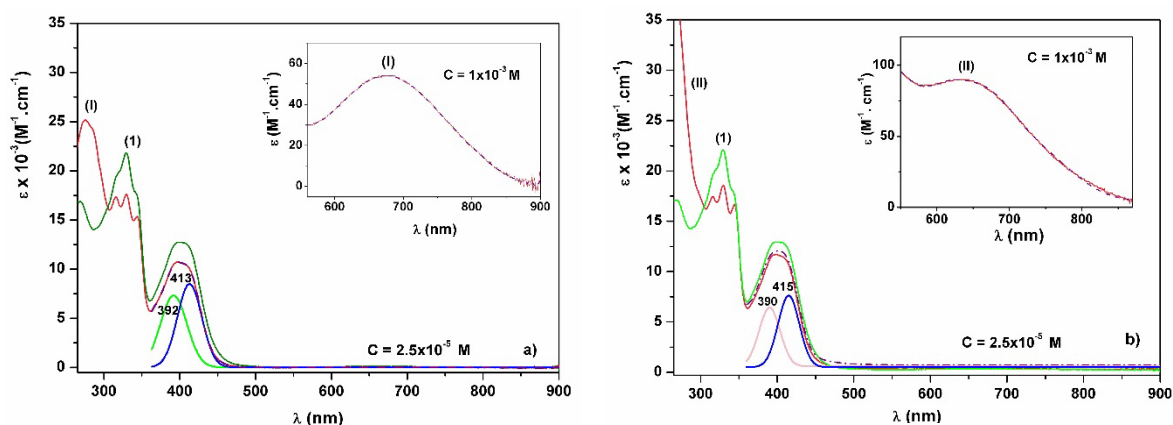 35
30
25
20
15
10
5
0
ε x 10⁻³(M⁻¹.cm⁻¹)
300 400 500 600 700 800 900
λ (nm)
(I)
(1)
413
392
C = 2.5x10⁻⁵ M
a)
60
40
20
0
ε (M⁻¹. cm⁻¹)
600 700 800 900
λ (nm)
(I)
C = 1x10⁻³ M
35
30
25
20
15
10
5
0
ε x 10⁻³(M⁻¹.cm⁻¹)
300 400 500 600 700 800 900
λ (nm)
(II)
(1)
415
390
C = 2.5x10⁻⁵ M
b)
100
50
0
ε (M⁻¹. cm⁻¹)
600 700 800
λ (nm)
(II)
C = 1x10⁻³ M